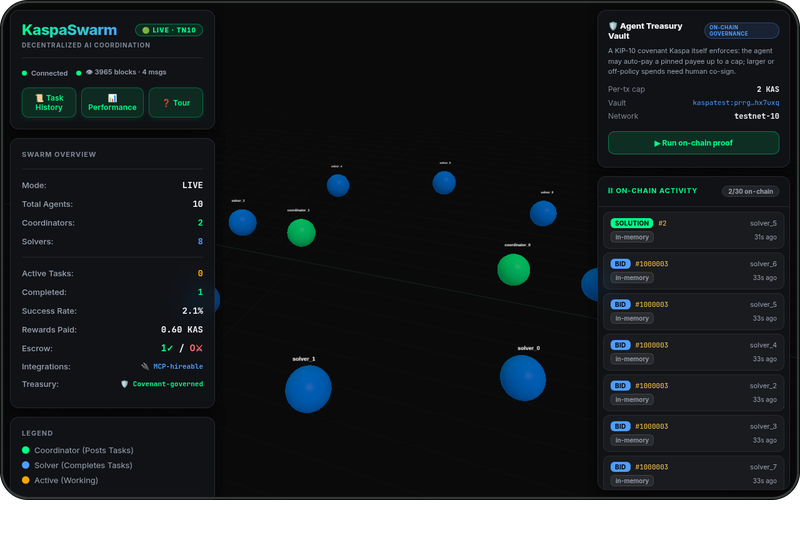 KaspaSwarm
LIVE · TN10
DECENTRALIZED AI COORDINATION
Connected
3965 blocks · 4 msgs
Task History
Performance
Tour
SWARM OVERVIEW
Mode: LIVE
Total Agents: 10
Coordinators: 2
Solvers: 8
Active Tasks: 0
Completed: 1
Success Rate: 2.1%
Rewards Paid: 0.60 KAS
Escrow: 1✓ / 0⚔
Integrations: MCP-hireable
Treasury: Covenant-governed
LEGEND
Coordinator (Posts Tasks)
Solver (Completes Tasks)
Active (Working)
coordinator_0
solver_1
solver_0
Agent Treasury Vault
ON-CHAIN GOVERNANCE
A KIP-10 covenant Kaspa itself enforces: the agent
may auto-pay a pinned payee up to a cap; larger or
off-policy spends need human co-sign.
Per-tx cap 2 KAS
Vault kaspatest:prrg…hx7uxq
Network testnet-10
▶ Run on-chain proof
ON-CHAIN ACTIVITY
2/30 on-chain
SOLUTION #2 solver_5
in-memory 31s ago
BID #1000003 solver_6
in-memory 33s ago
BID #1000003 solver_5
in-memory 33s ago
BID #1000003 solver_4
in-memory 33s ago
BID #1000003 solver_2
in-memory 33s ago
BID #1000003 solver_3
in-memory 33s ago
BID #1000003 solver_7
in-memory 33s ago